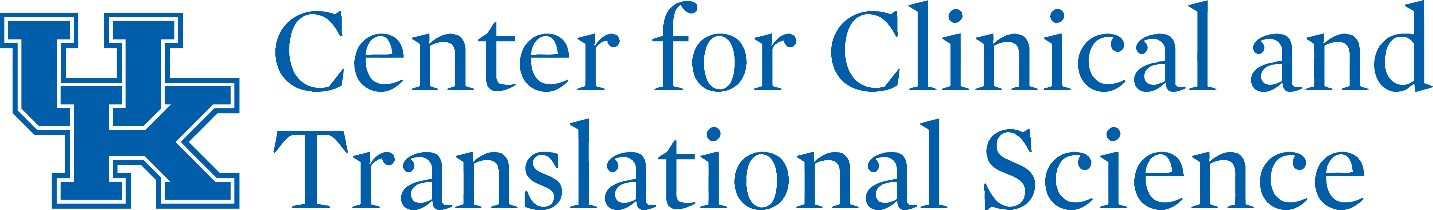 UK
Center for Clinical and
Translational Science